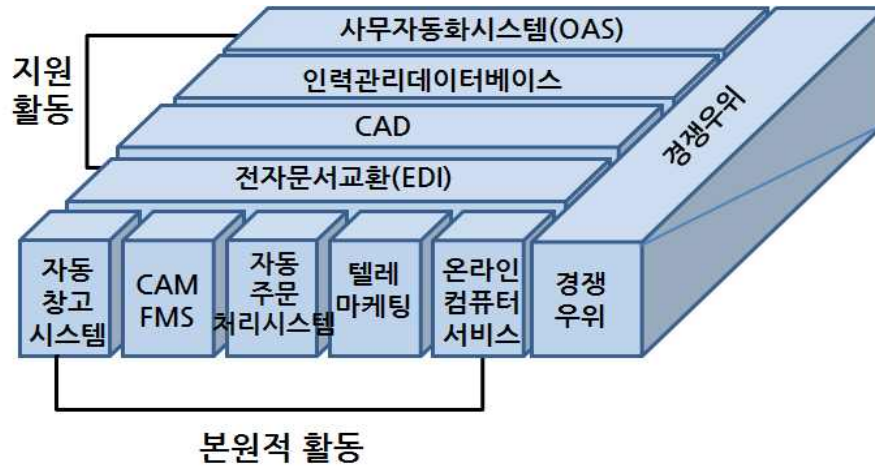 사무자동화시스템(OAS)
지원
활동
인력관리데이터베이스
CAD
전자문서교환(EDI)
경쟁우위
자동
창고
시스템
CAM
FMS
자동
주문
처리시스템
텔레
마케팅
온라인
컴퓨터
서비스
경쟁
우위
본원적 활동